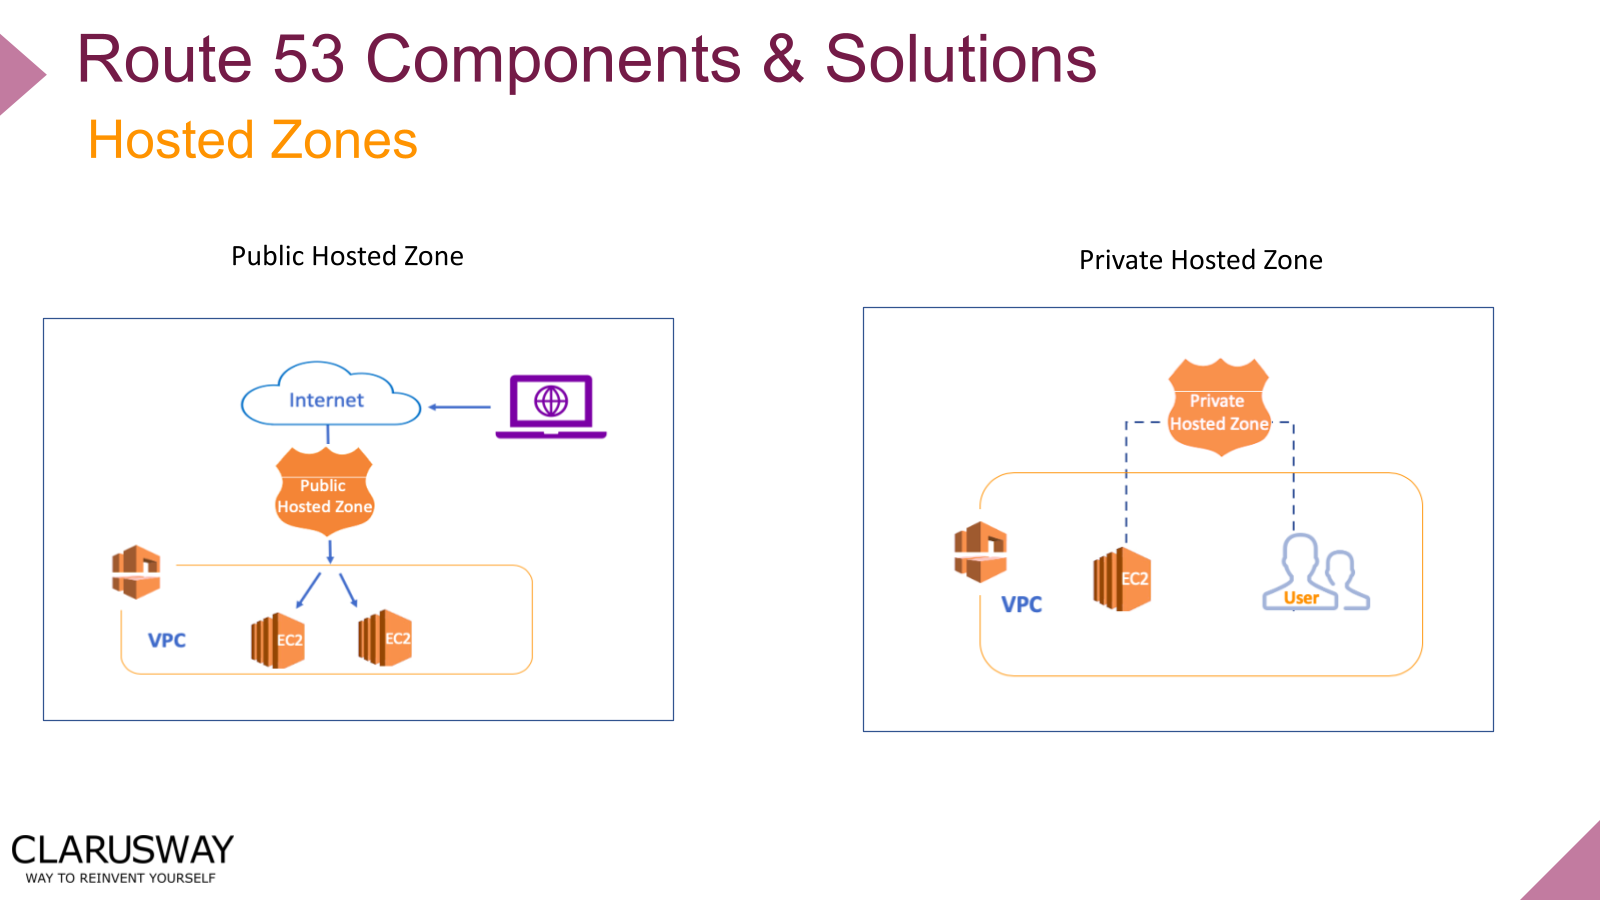 Route 53 Components & Solutions
Hosted Zones
Public Hosted Zone
Internet
Public
Hosted Zone
VPC
EC2
EC2
Private Hosted Zone
Private
Hosted Zone
VPC
EC2
User
CLARUSWAY
WAY TO REINVENT YOURSELF